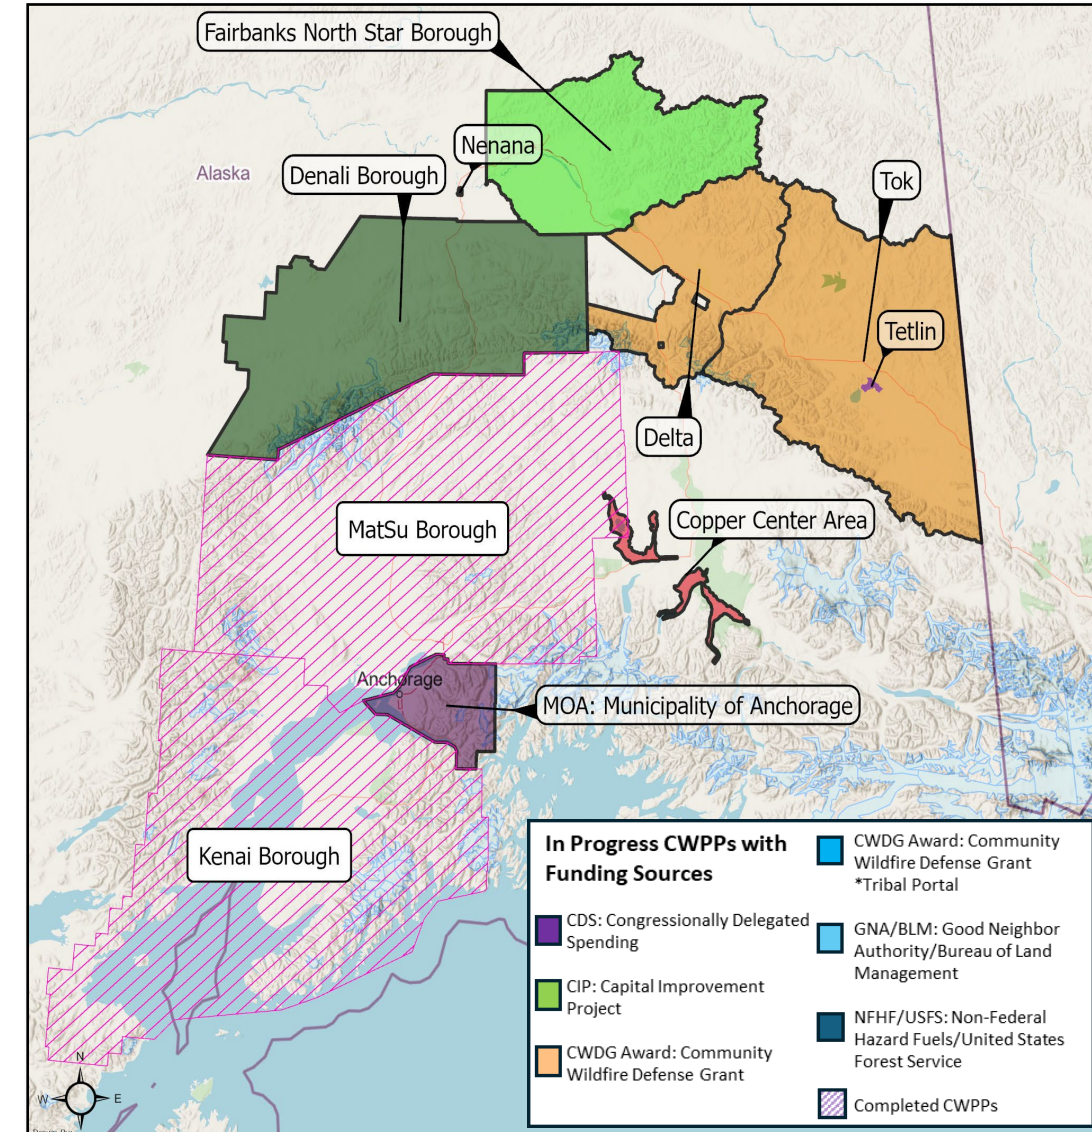 Fairbanks North Star Borough
Nenana
Alaska
Denali Borough
Tok
Tetlin
Delta
MatSu Borough
Copper Center Area
Anchorage
MOA: Municipality of Anchorage
Kenai Borough
In Progress CWPPs with
Funding Sources
CDS: Congressionally Delegated
Spending
CIP: Capital Improvement
Project
CWDG Award: Community
Wildfire Defense Grant
CWDG Award: Community
Wildfire Defense Grant
*Tribal Portal
GNA/BLM: Good Neighbor
Authority/Bureau of Land
Management
NFHF/USFS: Non-Federal
Hazard Fuels/United States
Forest Service
Completed CWPPs
N
W
E